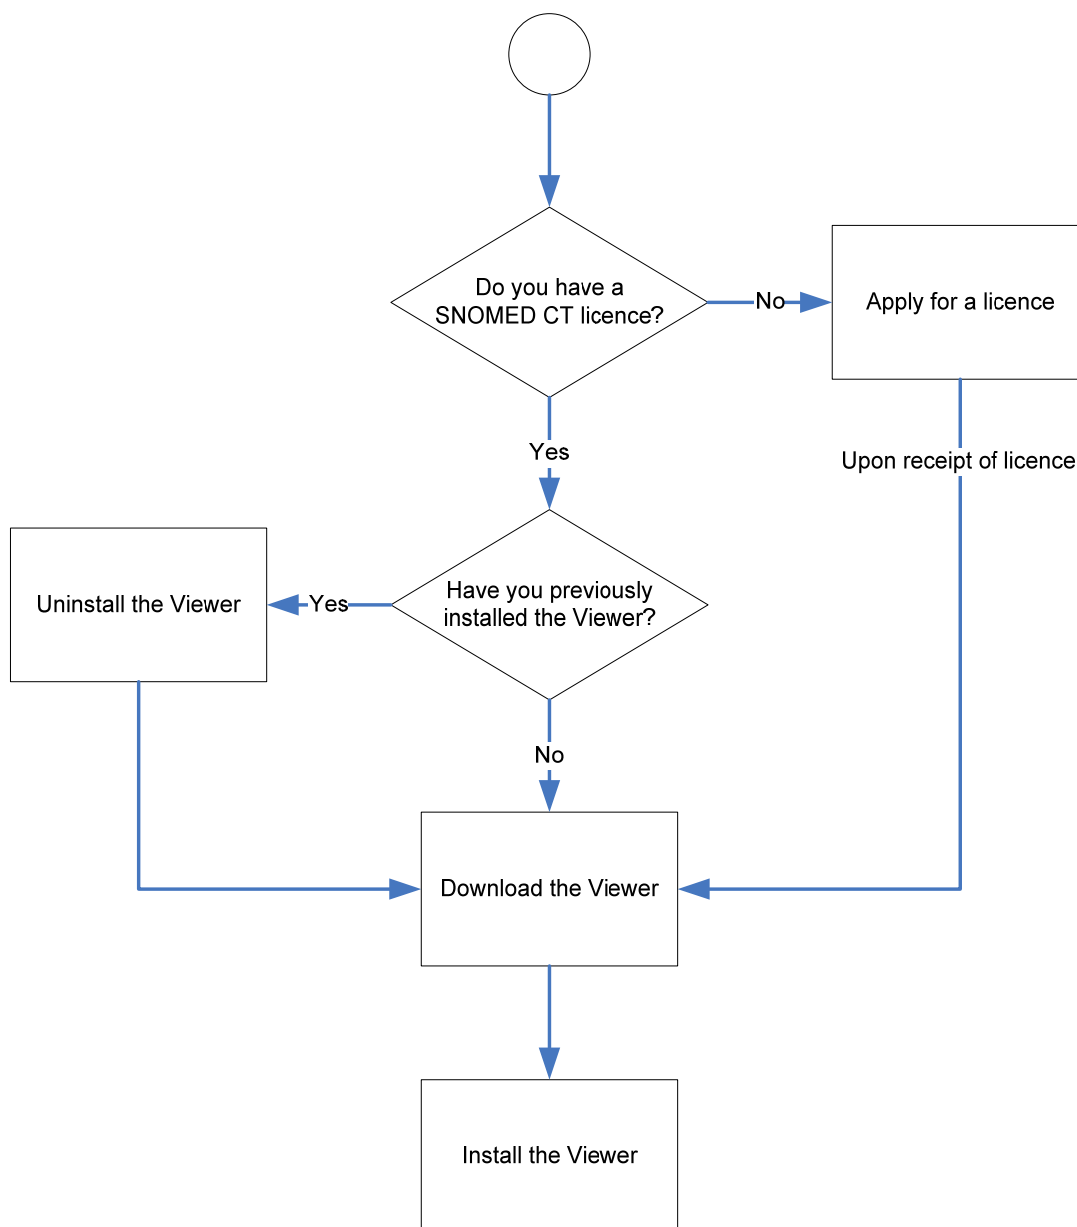 Do you have a
SNOMED CT licence?
No
Apply for a licence
Yes
Upon receipt of licence
Uninstall the Viewer
Yes
Have you previously
installed the Viewer?
No
Download the Viewer
Install the Viewer